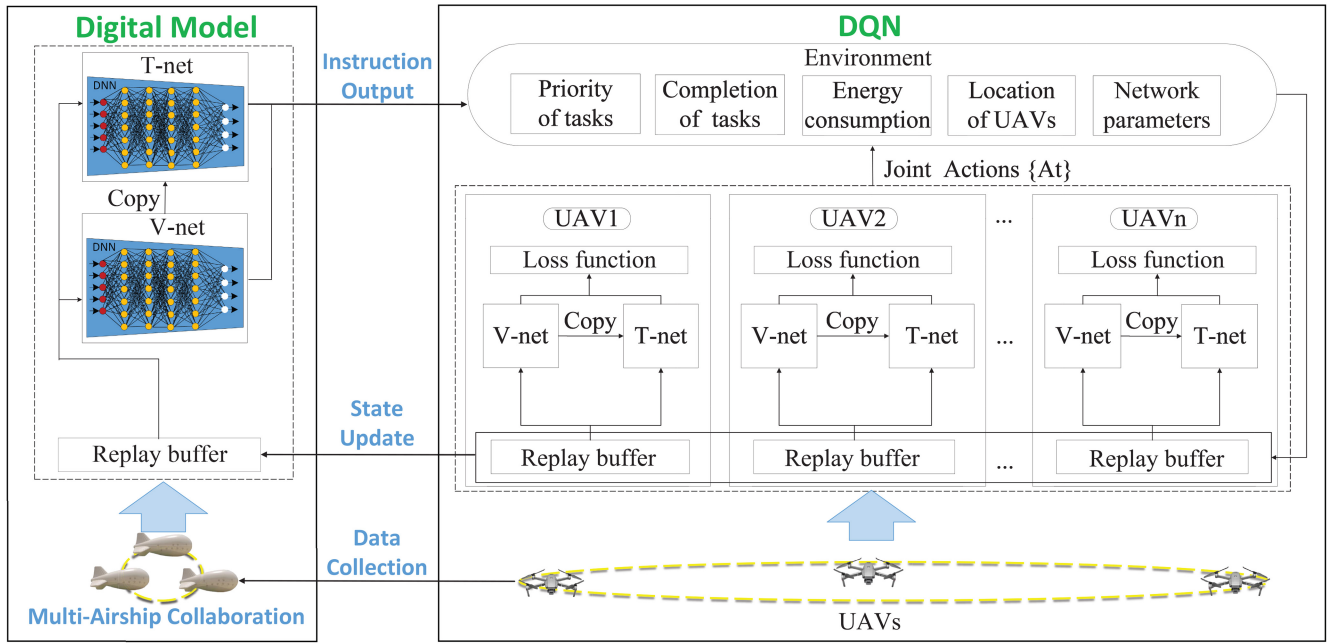 Digital Model
T-net
DNN
Copy
V-net
DNN
Replay buffer
Multi-Airship Collaboration
Instruction
Output
State
Update
Data
Collection
DQN
Environment
Priority
of tasks
Completion
of tasks
Energy
consumption
Location
of UAVs
Network
parameters
Joint Actions {At}
UAV1
Loss function
V-net
Copy
T-net
Replay buffer
UAV2
Loss function
V-net
Copy
T-net
Replay buffer
...
...
...
UAVn
Loss function
V-net
Copy
T-net
Replay buffer
UAVs